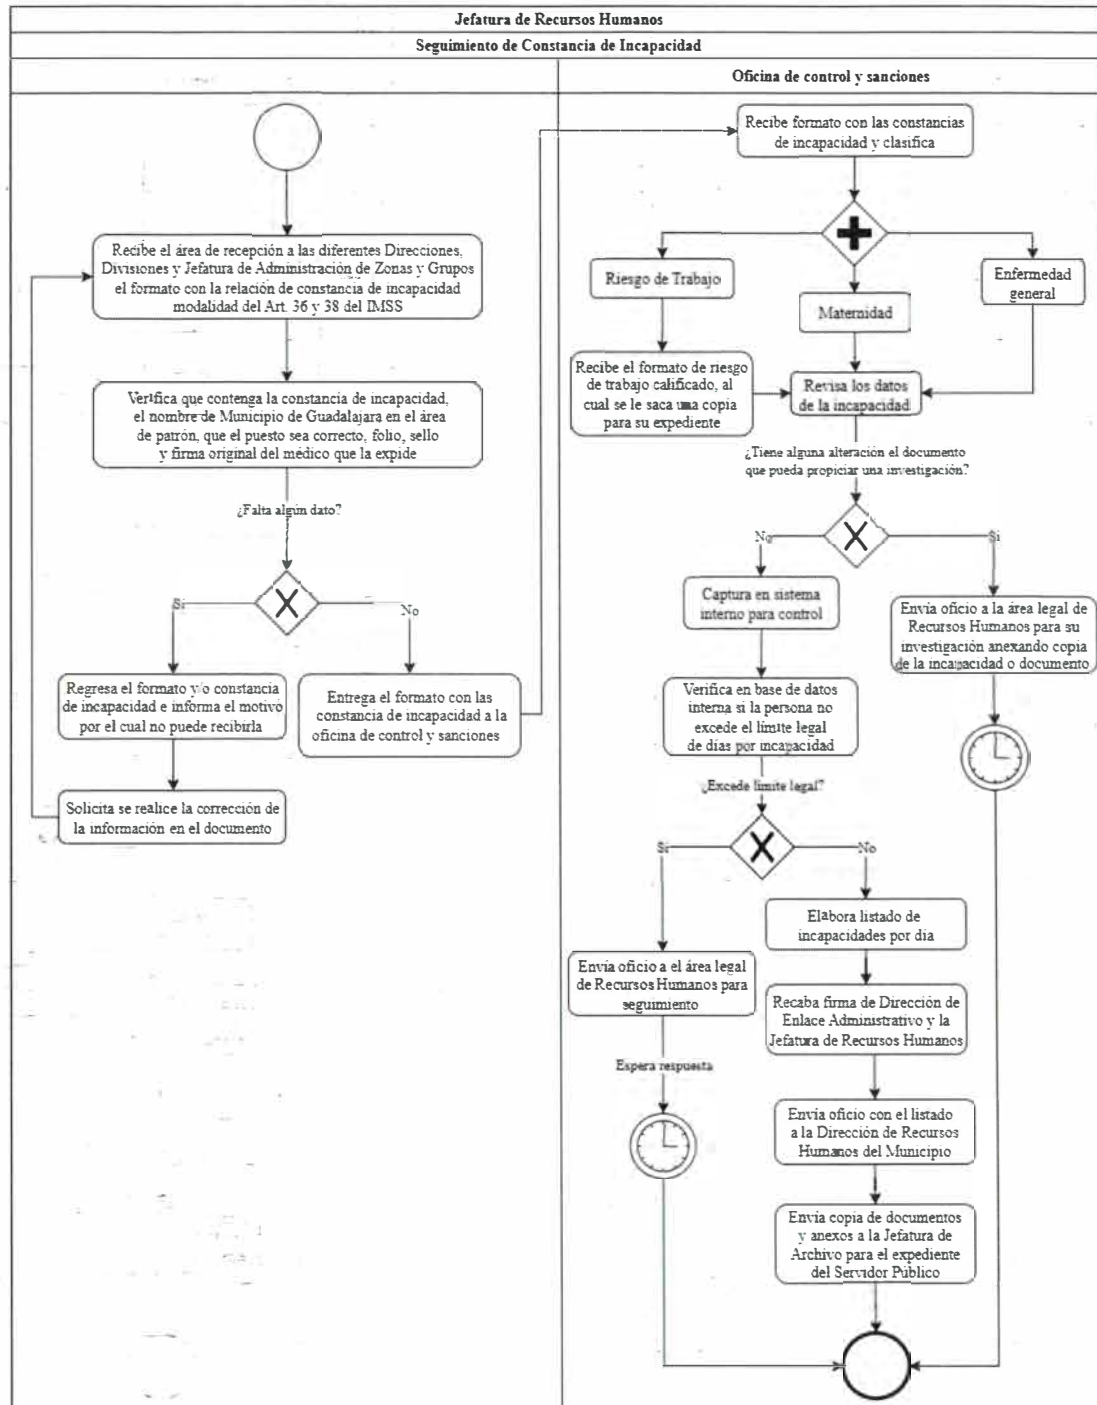 Jefatura de Recursos Humanos
Seguimiento de Constancia de Incapacidad
Oficina de control y sanciones
Recibe el área de recepción a las diferentes Direcciones,
Divisiones y Jefatura de Administración de Zonas y Grupos
el formato con la relación de constancia de incapacidad
modalidad del Art. 36 y 38 del IMSS
Verifica que contenga la constancia de incapacidad,
el nombre de Municipio de Guadalajara en el área
de patrón, que el puesto sea correcto, folio, sello
y firma original del médico que la expide
¿Falta algún dato?
Si
No
Regresa el formato y/o constancia
de incapacidad e informa el motivo
por el cual no puede recibirla
Entrega el formato con las
constancia de incapacidad a la
oficina de control y sanciones
Solicita se realice la corrección de
la información en el documento
Recibe formato con las constancias
de incapacidad y clasifica
Riesgo de Trabajo
Maternidad
Enfermedad
general
Recibe el formato de riesgo
de trabajo calificado, al
cual se le saca una copia
para su expediente
Revisa los datos
de la incapacidad
¿Tiene alguna alteración el documento
que pueda propiciar una investigación?
No
Si
Captura en sistema
interno para control
Envía oficio a la área legal de
Recursos Humanos para su
investigación anexando copia
de la incapacidad o documento
Verifica en base de datos
interna si la persona no
excede el límite legal
de días por incapacidad
¿Excede límite legal?
Si
No
Elabora listado de
incapacidades por día
Envía oficio a el área legal
de Recursos Humanos para
seguimiento
Recaba firma de Dirección de
Enlace Administrativo y la
Jefatura de Recursos Humanos
Espera respuesta
Envía oficio con el listado
a la Dirección de Recursos
Humanos del Municipio
Envía copia de documentos
y anexos a la Jefatura de
Archivo para el expediente
del Servidor Público